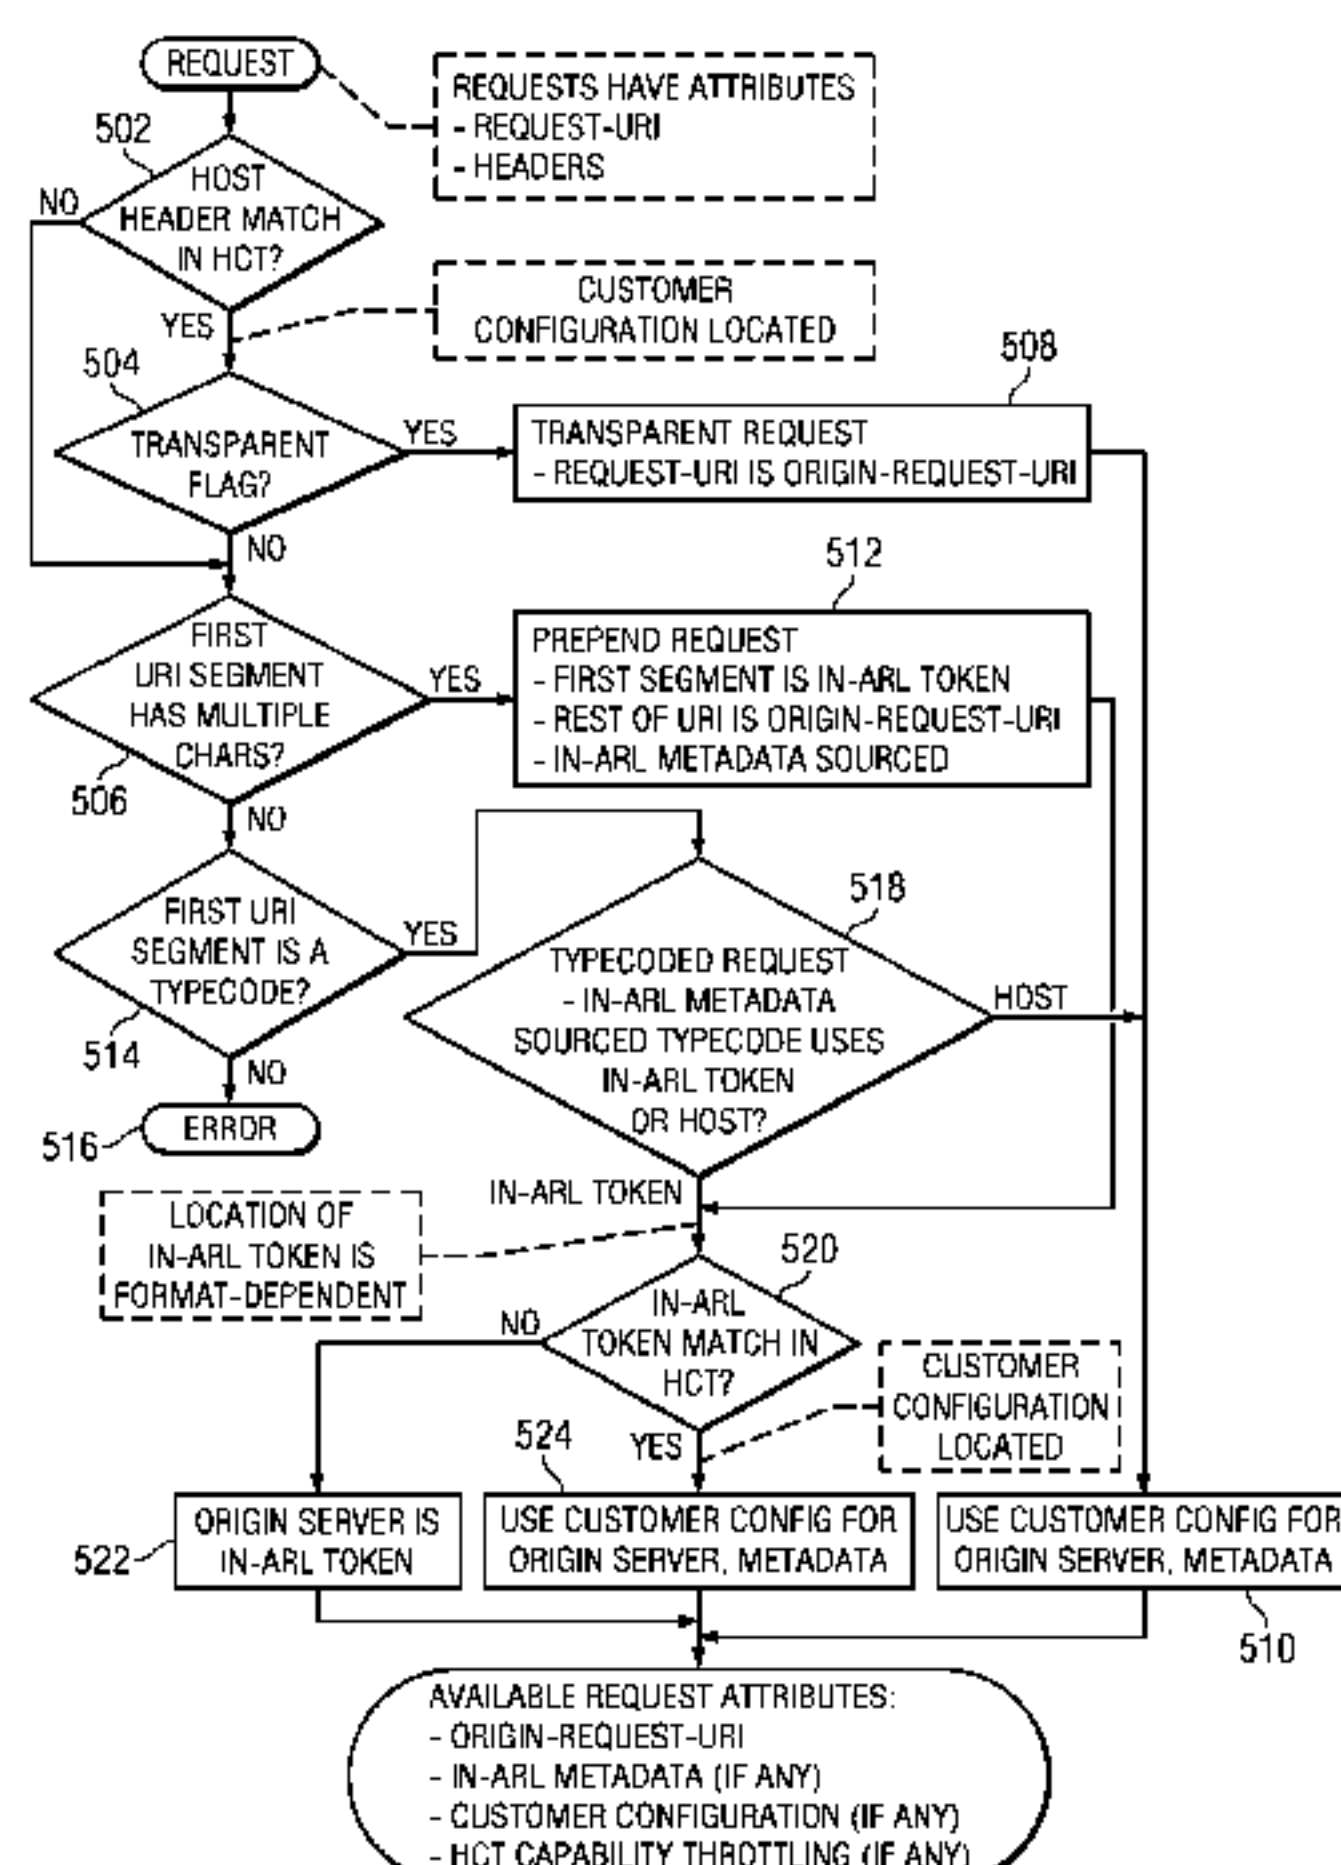 REQUEST
REQUESTS HAVE ATTRIBUTES
- REQUEST-URI
- HEADERS
502
HOST
HEADER MATCH
IN HCT?
NO
YES
CUSTOMER
CONFIGURATION LOCATED
504
TRANSPARENT
FLAG?
YES
NO
508
TRANSPARENT REQUEST
- REQUEST-URI IS ORIGIN-REQUEST-URI
512
FIRST
URI SEGMENT
HAS MULTIPLE
CHARS?
506
YES
NO
PREPEND REQUEST
- FIRST SEGMENT IS IN-ARL TOKEN
- REST OF URI IS ORIGIN-REQUEST-URI
- IN-ARL METADATA SOURCED
FIRST URI
SEGMENT IS A
TYPECODE?
514
YES
NO
ERROR
516
518
TYPECODED REQUEST
- IN-ARL METADATA
SOURCED TYPECODE USES
IN-ARL TOKEN
OR HOST?
HOST
IN-ARL TOKEN
LOCATION OF
IN-ARL TOKEN IS
FORMAT-DEPENDENT
520
IN-ARL
TOKEN MATCH IN
HCT?
NO
YES
CUSTOMER
CONFIGURATION
LOCATED
524
522
ORIGIN SERVER IS
IN-ARL TOKEN
USE CUSTOMER CONFIG FOR
ORIGIN SERVER, METADATA
USE CUSTOMER CONFIG FOR
ORIGIN SERVER, METADATA
510
AVAILABLE REQUEST ATTRIBUTES:
- ORIGIN-REQUEST-URI
- IN-ARL METADATA (IF ANY)
- CUSTOMER CONFIGURATION (IF ANY)
- HCT CAPABILITY THROTTLING (IF ANY)